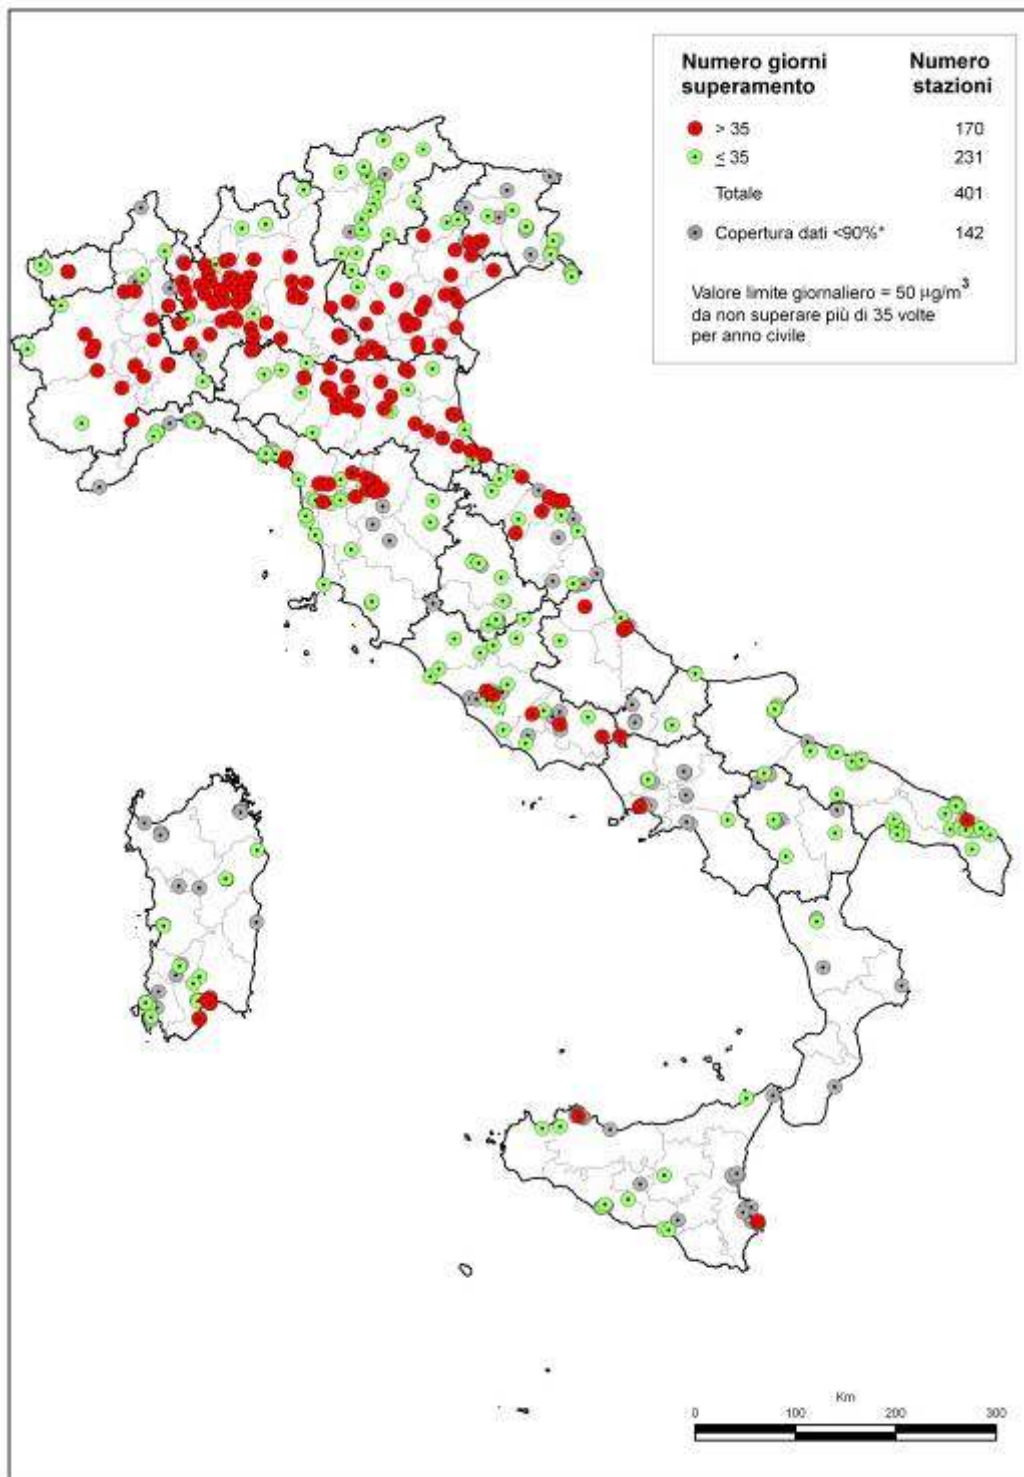 Numero giorni Numero
superamento stazioni
> 35 170
≤ 35 231
Totale 401
Copertura dati <90%* 142
Valore limite giornaliero = 50 µg/m³
da non superare più di 35 volte
per anno civile
Km
0 100 200 300